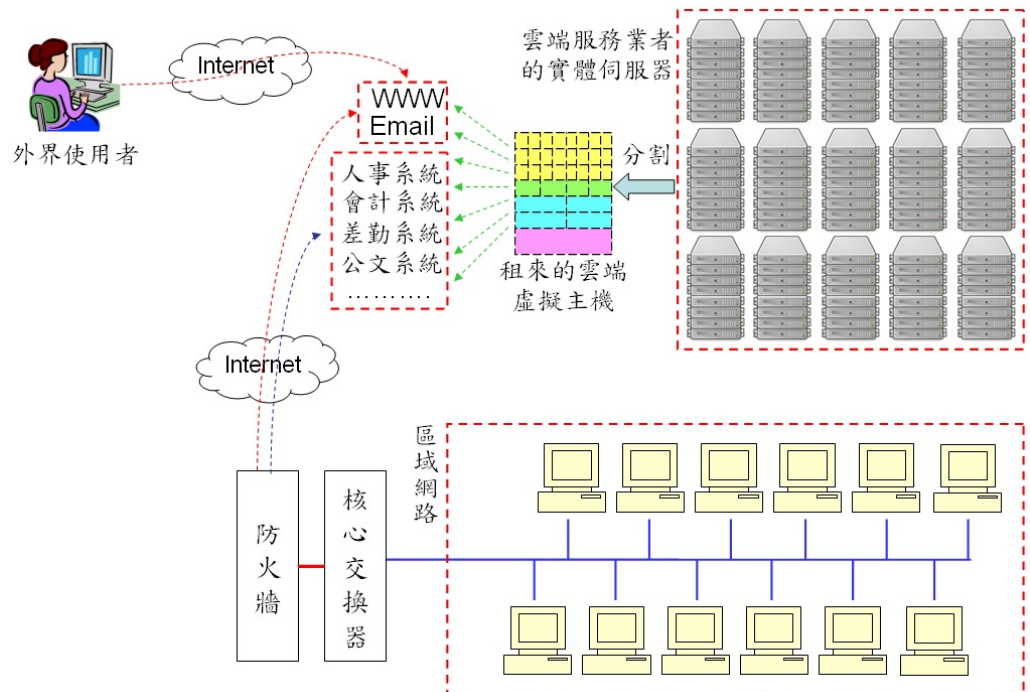 Internet
外界使用者
WWW
Email
人事系統
會計系統
差勤系統
公文系統
……….
租來的雲端
虛擬主機
分割
雲端服務業者
的實體伺服器
Internet
防火牆
核心交換器
區域網路